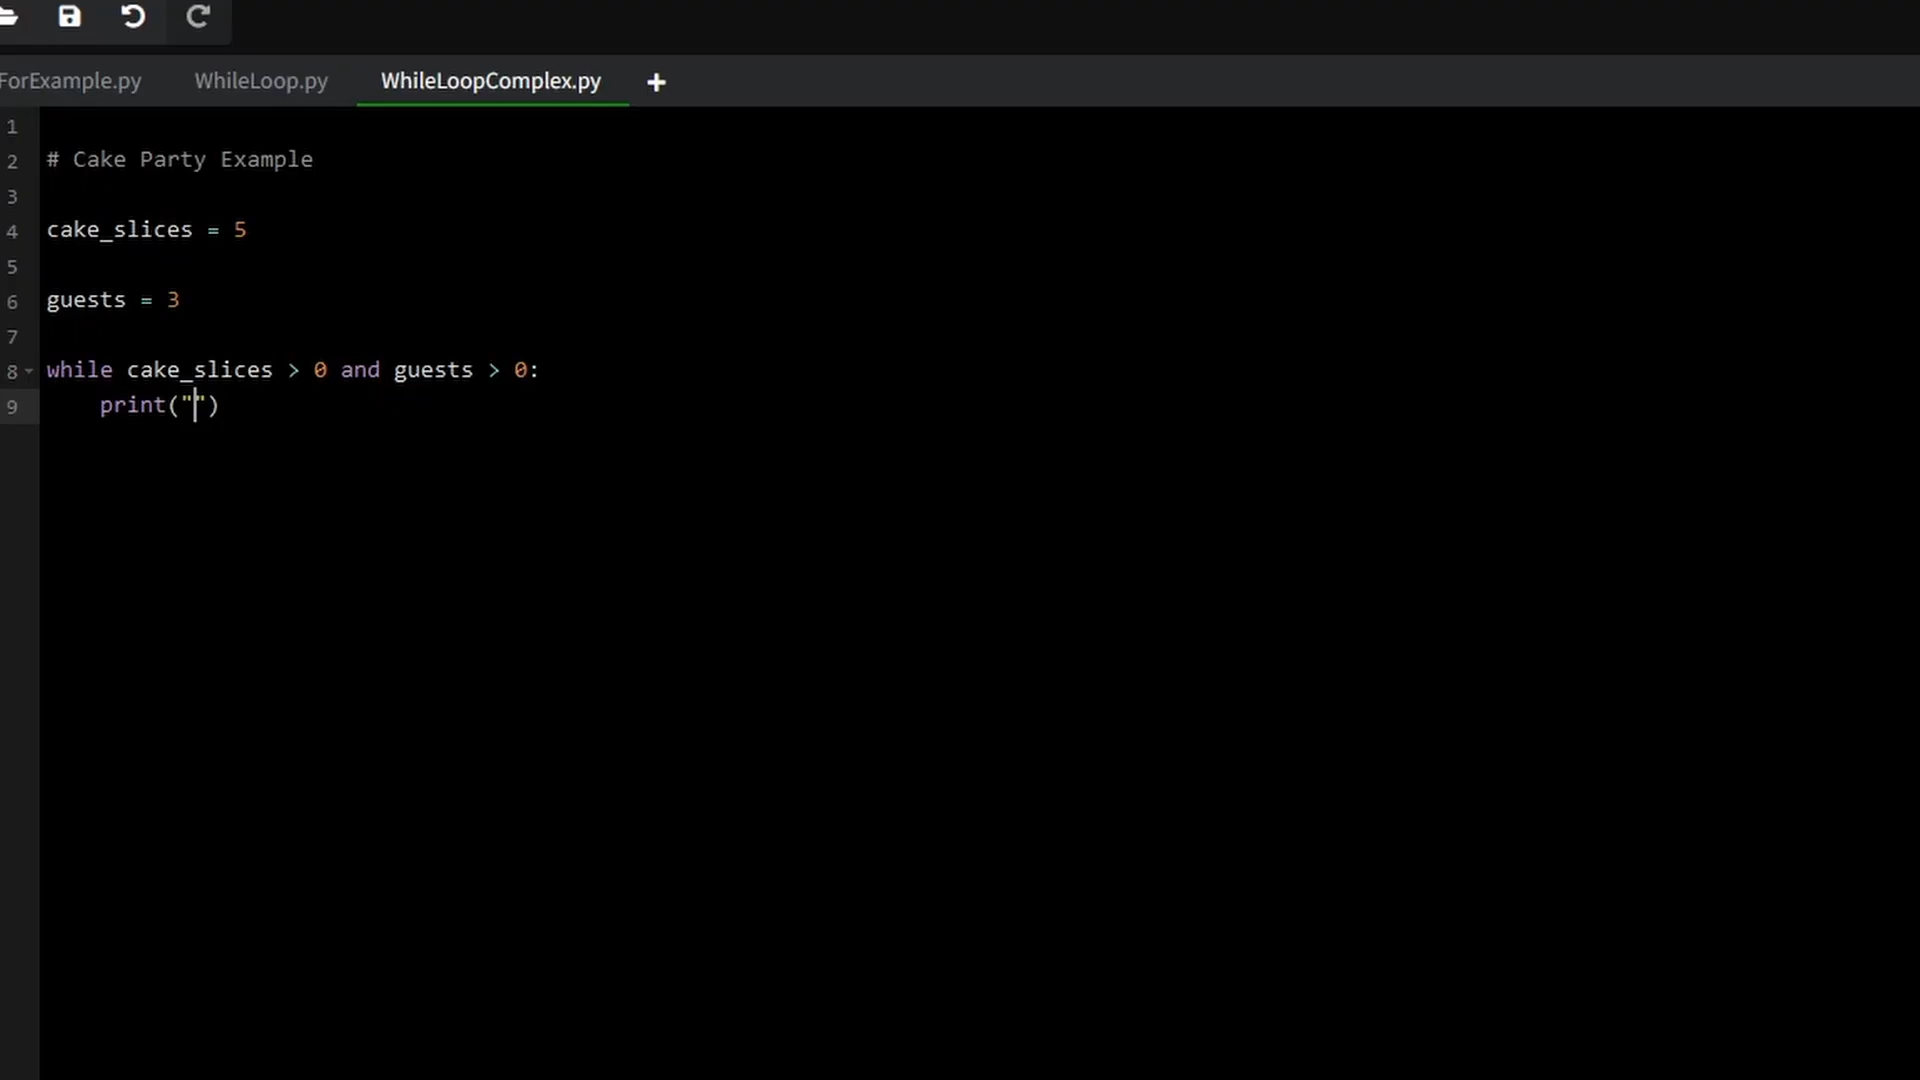 ForExample.py WhileLoop.py WhileLoopComplex.py +
1
2 # Cake Party Example
3
4 cake_slices = 5
5
6 guests = 3
7
8 while cake_slices > 0 and guests > 0:
9 print("")